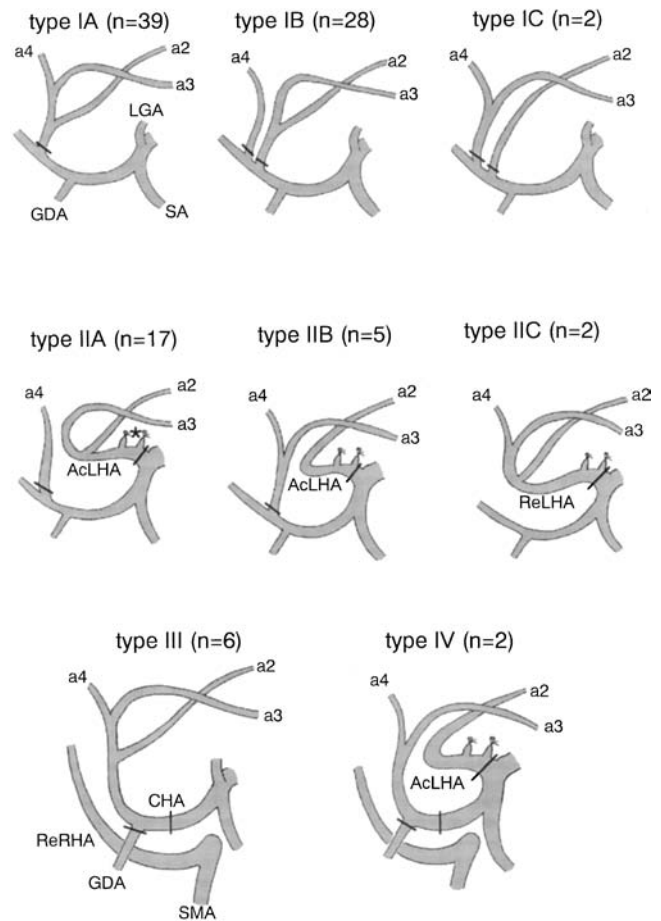 type IA (n=39) type IB (n=28) type IC (n=2)
a4 a2 a4 a2 a4 a2
a3 a3 a3
LGA
GDA SA
type IIA (n=17) type IIB (n=5) type IIC (n=2)
a4 a2 a4 a2 a4 a2
a3 a3 a3
*
AcLHA AcLHA ReLHA
type III (n=6) type IV (n=2)
a4 a2 a4 a2
a3 a3
CHA AcLHA
ReRHA
GDA
SMA